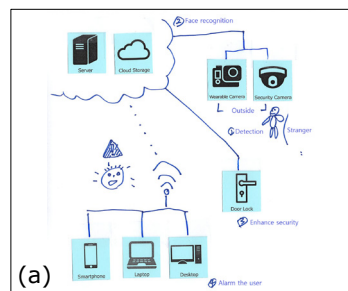 ② Face recognition
Server
Cloud Storage
Wearable Camera
Security Camera
Outside
① Detection
Stranger
Door Lock
③ Enhance security
Smartphone
Laptop
Desktop
④ Alarm the user
(a)